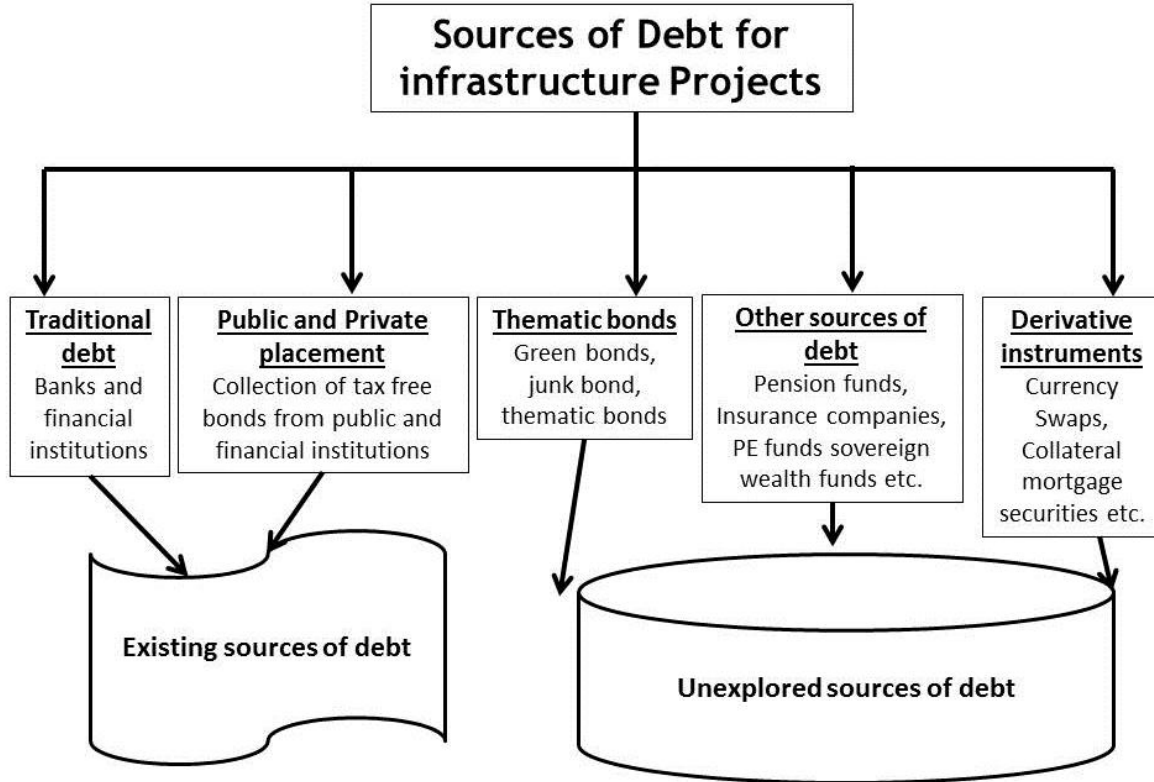 Sources of Debt for
infrastructure Projects
Traditional
debt
Banks and
financial
institutions
Public and Private
placement
Collection of tax free
bonds from public and
financial institutions
Thematic bonds
Green bonds,
junk bond,
thematic bonds
Other sources of
debt
Pension funds,
Insurance companies,
PE funds sovereign
wealth funds etc.
Derivative
instruments
Currency
Swaps,
Collateral
mortgage
securities etc.
Existing sources of debt
Unexplored sources of debt